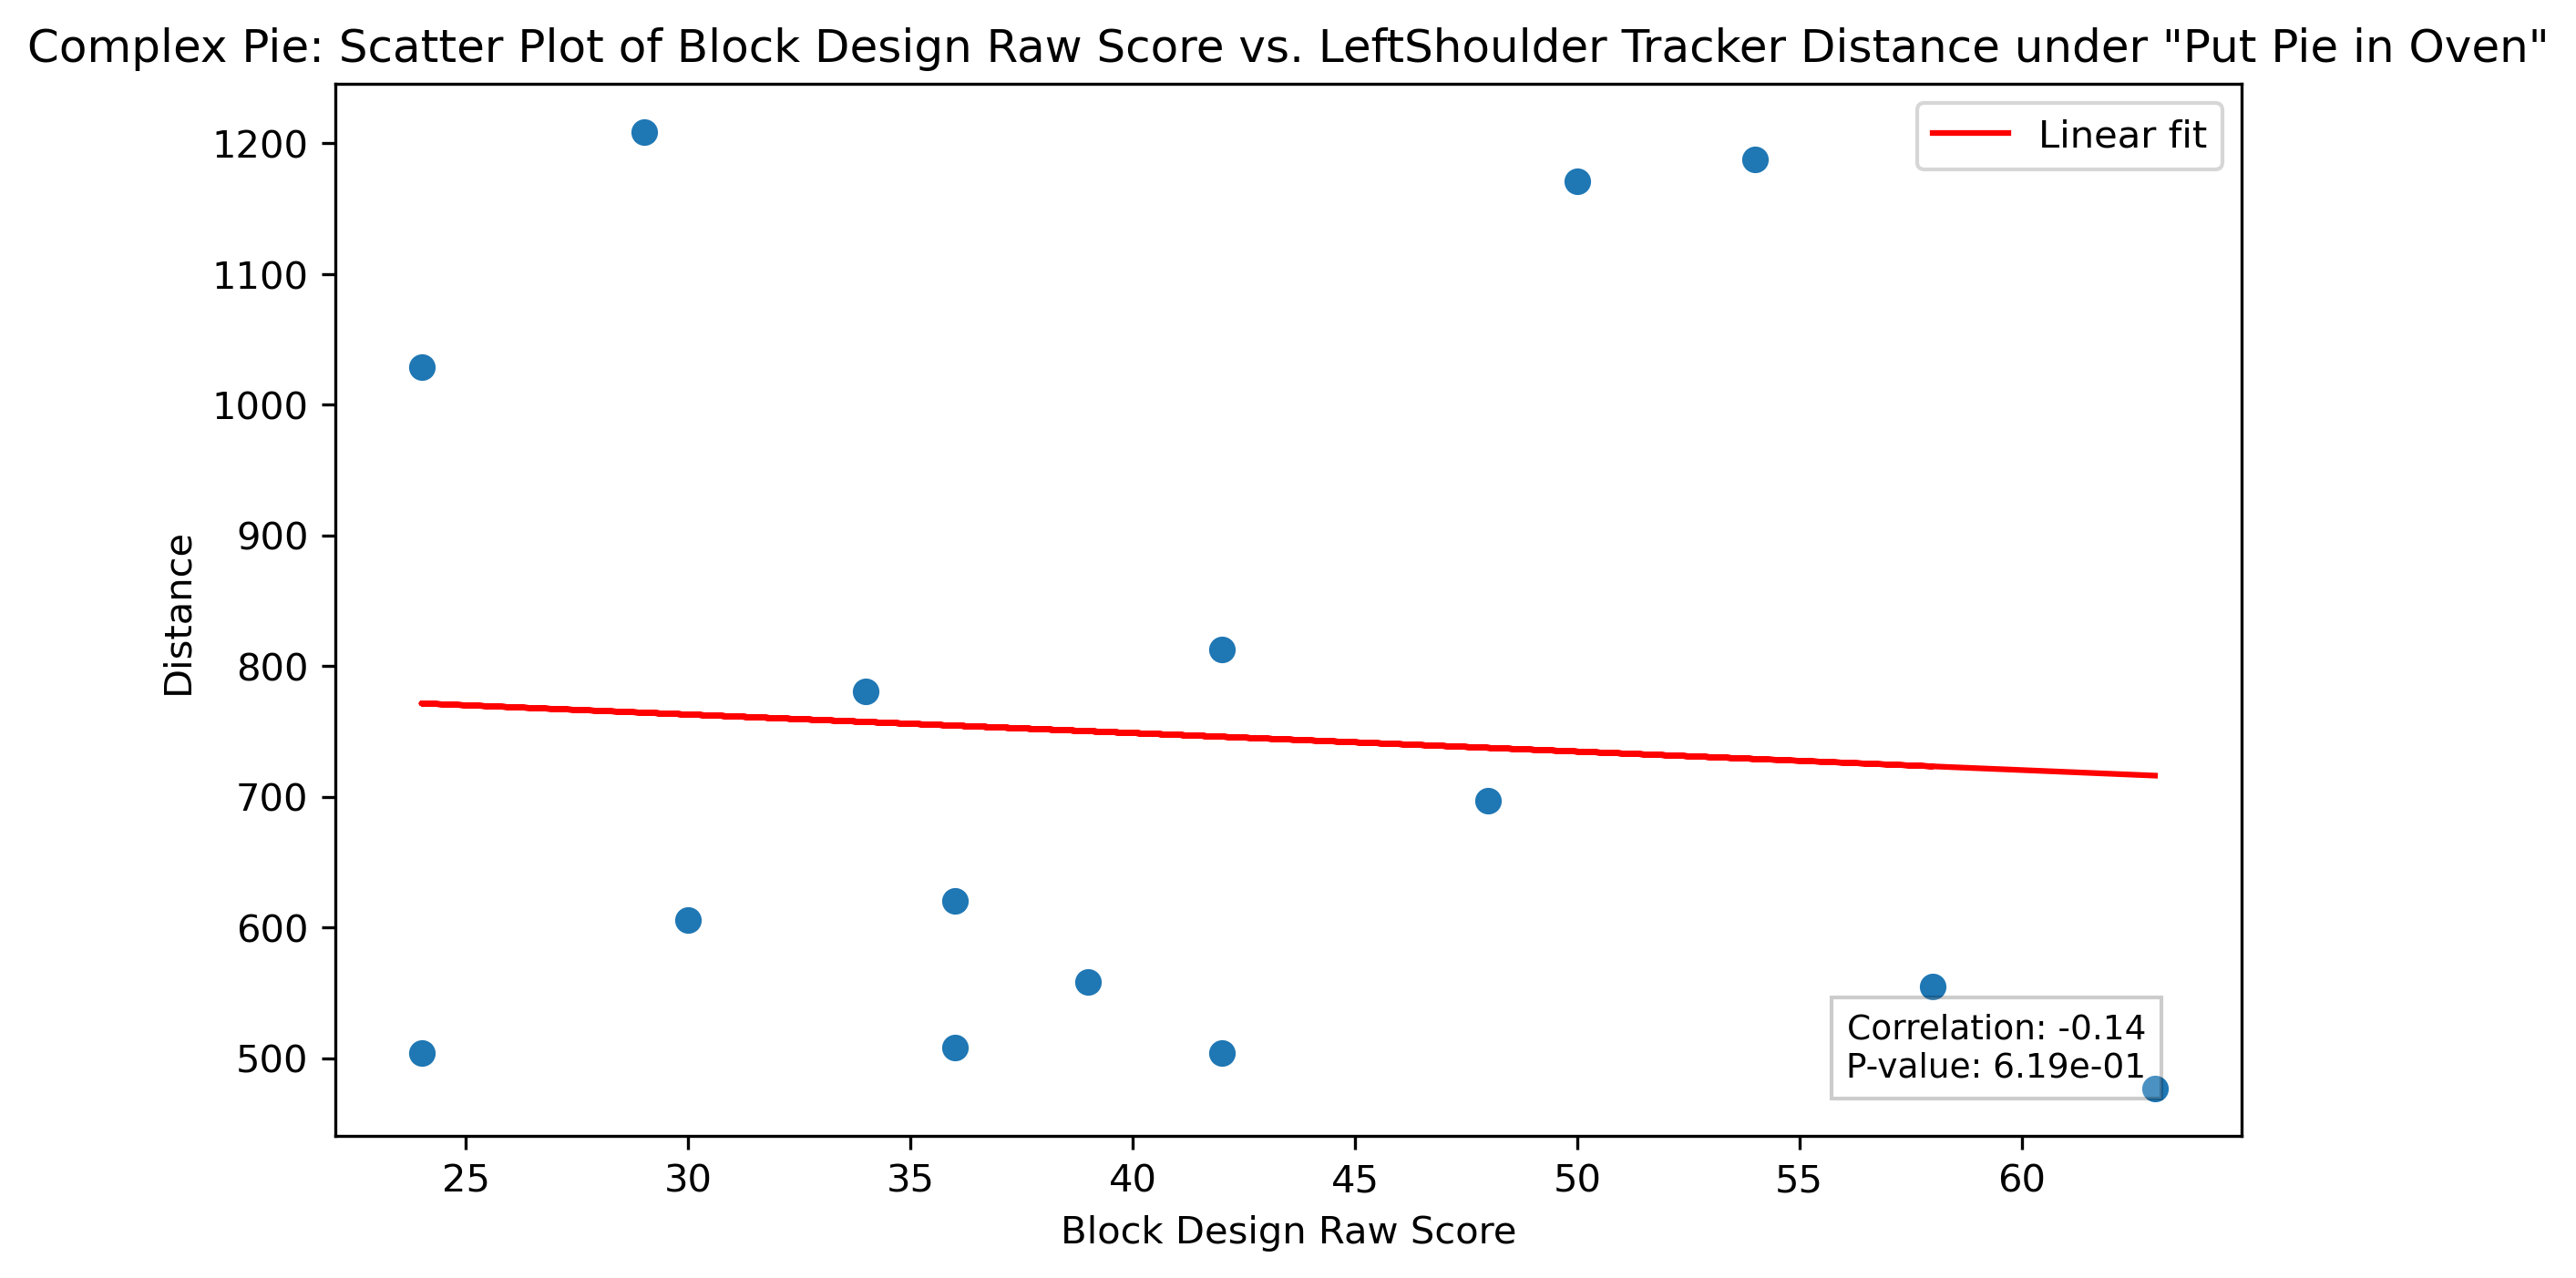 Complex Pie: Scatter Plot of Block Design Raw Score vs. LeftShoulder Tracker Distance under "Put Pie in Oven"
Linear fit
1200
1100
1000
900
800
700
600
500
Distance
Correlation: -0.14
P-value: 6.19e-01
25 30 35 40 45 50 55 60
Block Design Raw Score